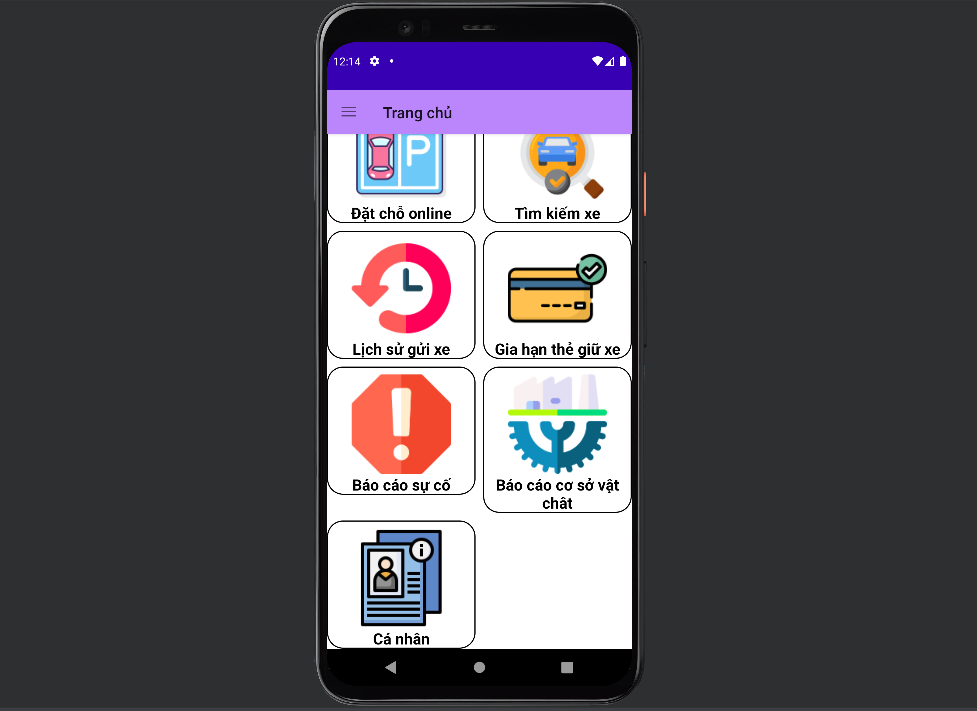 12:14
Trang chủ
P
Đặt chỗ online
Tìm kiếm xe
Lịch sử gửi xe
Gia hạn thẻ giữ xe
Báo cáo sự cố
Báo cáo cơ sở vật
chât
i
Cá nhân